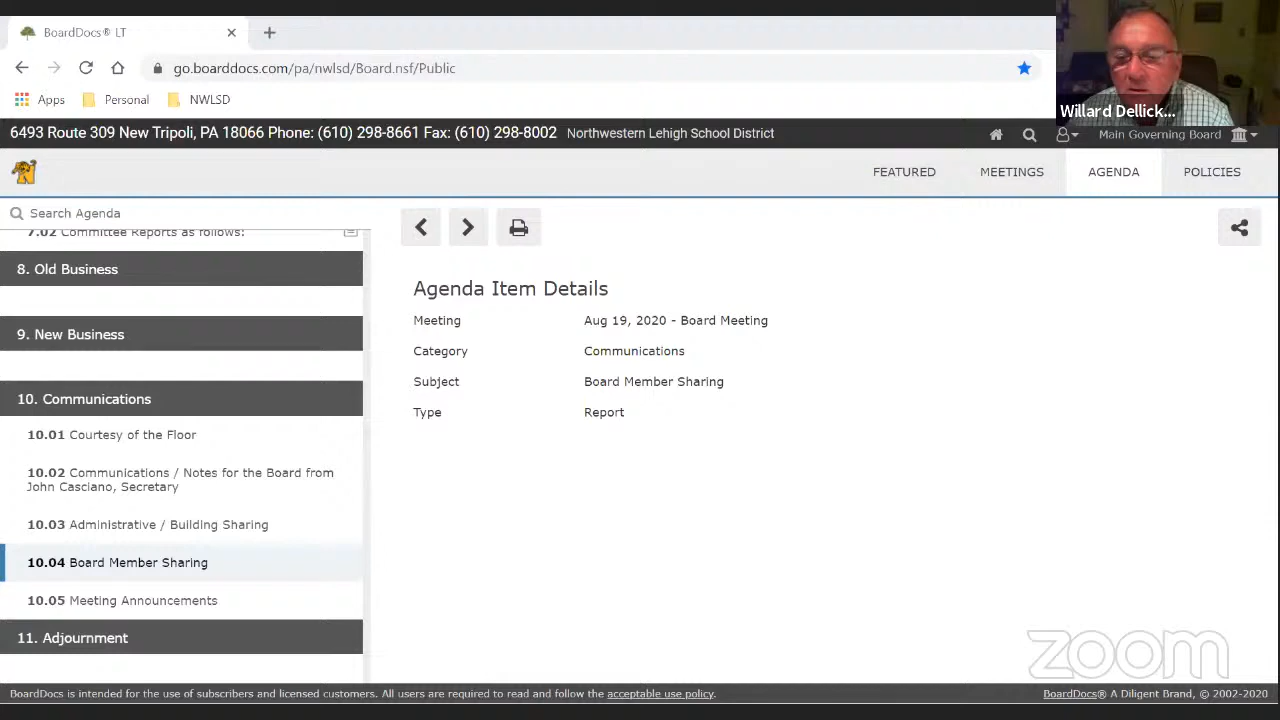 BoardDocs® LT
go.boarddocs.com/pa/nwlsd/Board.nsf/Public
Apps
Personal
NWLSD
Willard Dellick...
6493 Route 309 New Tripoli, PA 18066 Phone: (610) 298-8661 Fax: (610) 298-8002 Northwestern Lehigh School District
Main Governing Board
FEATURED
MEETINGS
AGENDA
POLICIES
Search Agenda
7.02 Committee Reports as follows:
8. Old Business
9. New Business
10. Communications
10.01 Courtesy of the Floor
10.02 Communications / Notes for the Board from
John Casciano, Secretary
10.03 Administrative / Building Sharing
10.04 Board Member Sharing
10.05 Meeting Announcements
11. Adjournment
Agenda Item Details
Meeting Aug 19, 2020 - Board Meeting
Category Communications
Subject Board Member Sharing
Type Report
zoom
BoardDocs is intended for the use of subscribers and licensed customers. All users are required to read and follow the acceptable use policy.
BoardDocs® A Diligent Brand, © 2002-2020